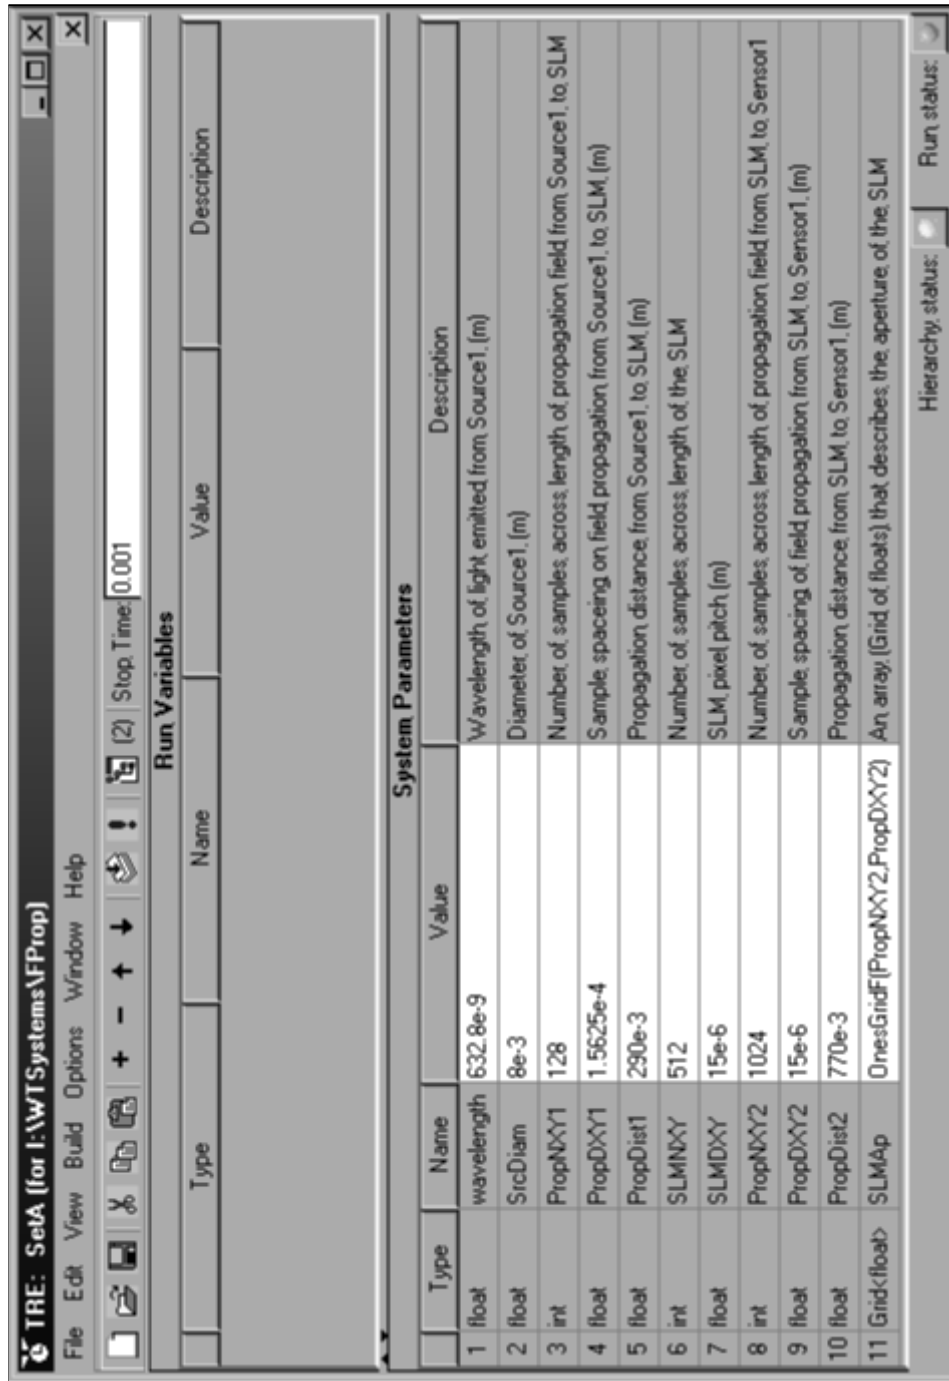 TRE: SetA (for I:\WTSystems\FProp)
File Edit View Build Options Window Help
(2) Stop Time: 0.001
Run Variables
Type Name Value Description
System Parameters
Type Name Value Description
1 float wavelength 632.8e-9 Wavelength of light emitted from Source1. (m)
2 float SrcDiam 8e-3 Diameter of Source1. (m)
3 int PropNXY1 128 Number of samples across length of propagation field from Source1 to SLM
4 float PropDXY1 1.5625e-4 Sample spaceing on field propagation from Source1 to SLM. (m)
5 float PropDist1 290e-3 Propagation distance from Source1 to SLM. (m)
6 int SLMNXY 512 Number of samples across length of the SLM
7 float SLMDXY 15e-6 SLM pixel pitch (m)
8 int PropNXY2 1024 Number of samples across length of propagation field from SLM to Sensor1
9 float PropDXY2 15e-6 Sample spacing of field propagation from SLM to Sensor1. (m)
10 float PropDist2 770e-3 Propagation distance from SLM to Sensor1. (m)
11 Grid<float> SLMAp OnesGridF(PropNXY2,PropDXY2) An array (Grid of floats) that describes the aperture of the SLM
Hierarchy status: Run status: